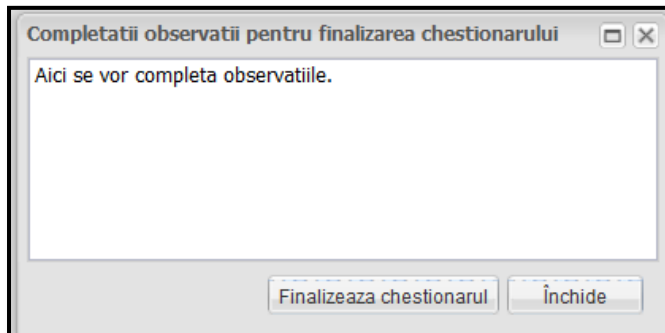 Completatii observatii pentru finalizarea chestionarului
Aici se vor completa observatiile.
Finalizeaza chestionarul Închide